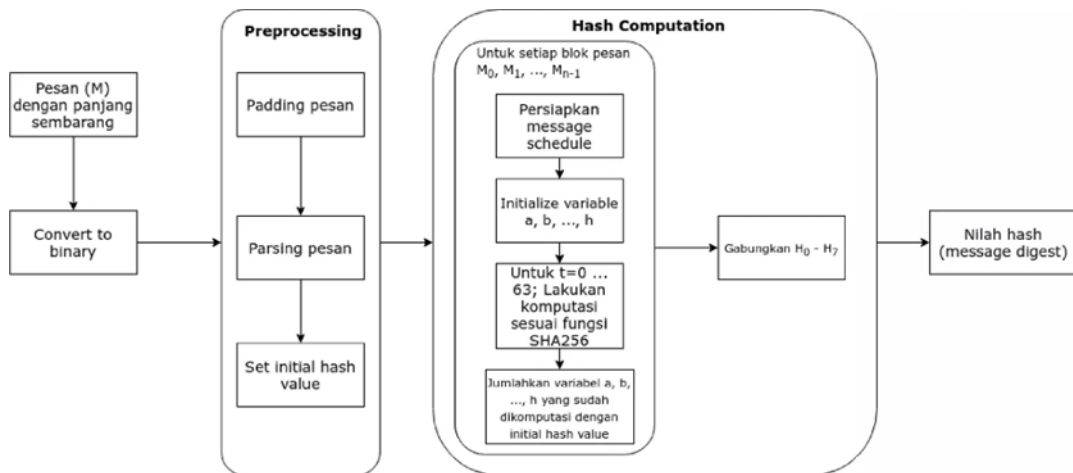 Preprocessing
Hash Computation
Pesan (M)
dengan panjang
sembarang
Convert to
binary
Padding pesan
Parsing pesan
Set initial hash
value
Untuk setiap blok pesan
M₀, M₁, ..., Mₙ₋₁
Persiapkan
message
schedule
Initialize variable
a, b, ..., h
Untuk t=0 ...
63; Lakukan
komputasi
sesuai fungsi
SHA256
Jumlahkan variabel a, b,
..., h yang sudah
dikomputasi dengan
initial hash value
Gabungkan H₀ - H₇
Nilah hash
(message digest)